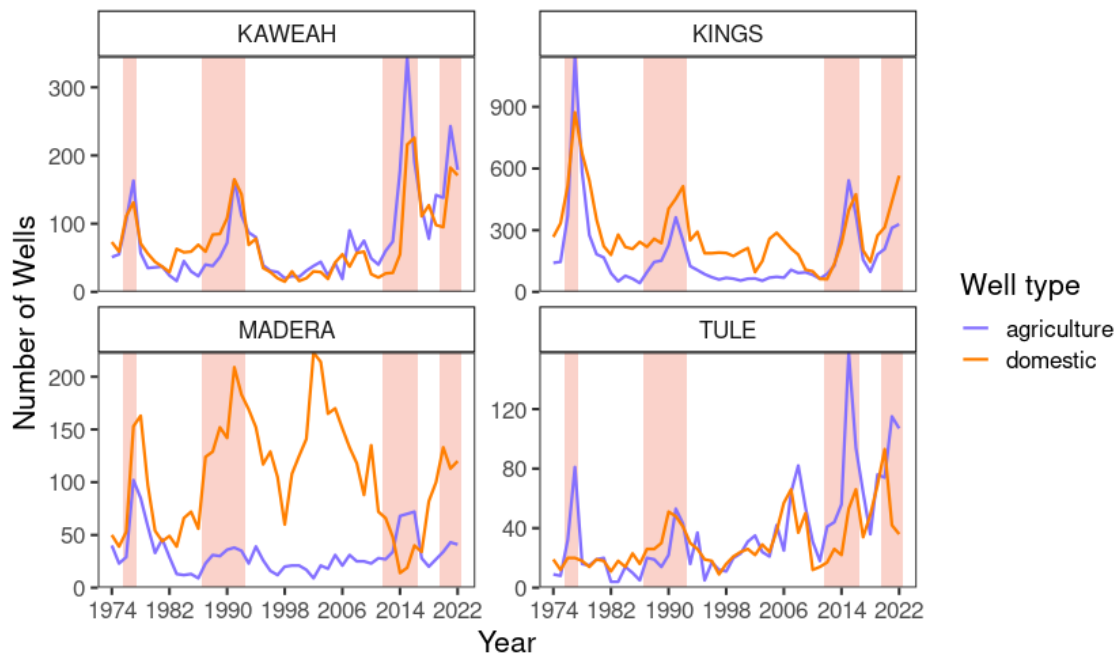 KAWEAH
KINGS
300
200
100
0
900
600
300
0
MADERA
TULE
200
150
100
50
0
120
80
40
0
1974 1982 1990 1998 2006 2014 2022
1974 1982 1990 1998 2006 2014 2022
Year
Number of Wells
Well type
agriculture
domestic